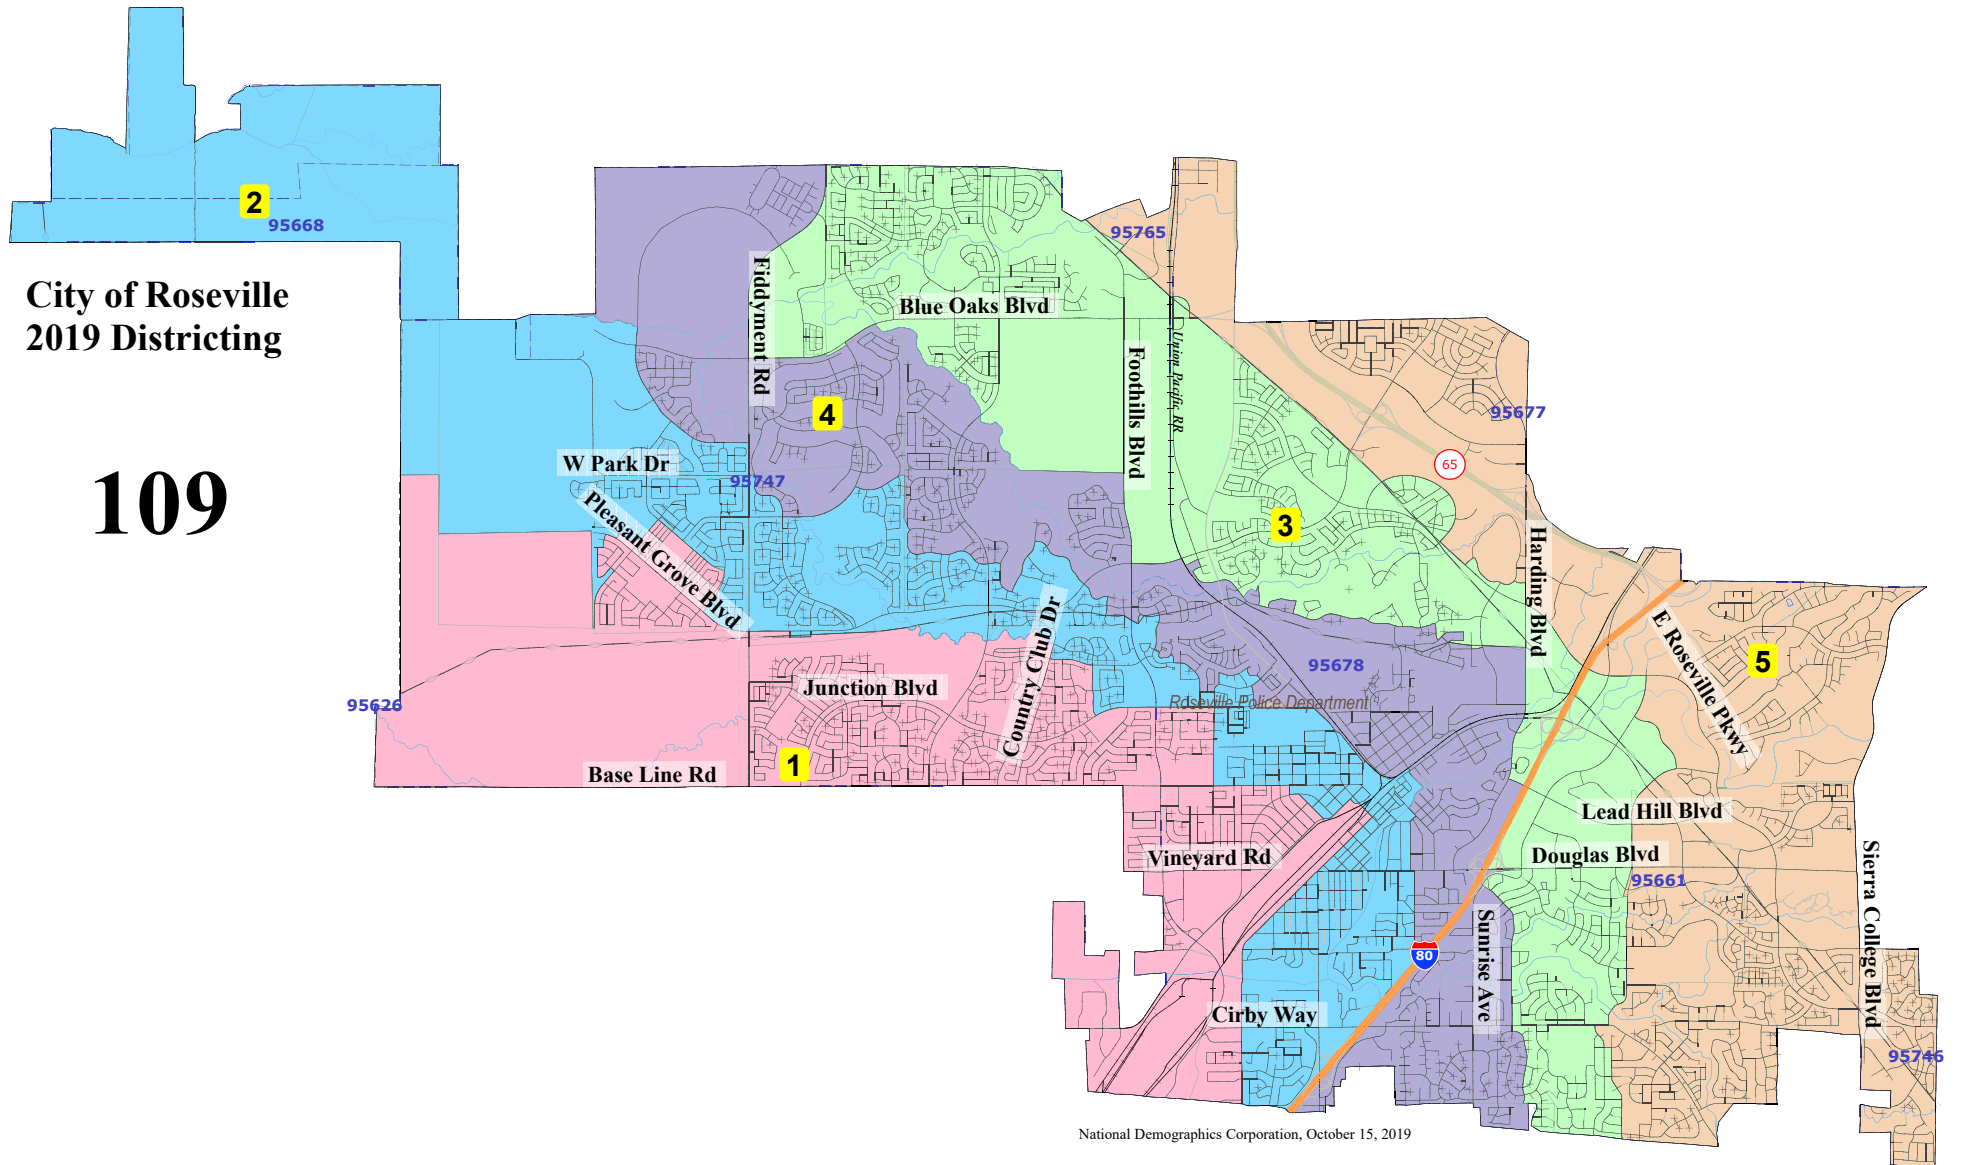 2
95668
95765
City of Roseville
2019 Districting
Fiddyment Rd
Blue Oaks Blvd
Foothills Blvd
Union Pacific RR
4
95677
65
109
W Park Dr
95747
Pleasant Grove Blvd
3
Harding Blvd
E Roseville Pkwy
Country Club Dr
95678
5
Junction Blvd
Roseville Police Department
95626
1
Base Line Rd
Lead Hill Blvd
Vineyard Rd
Douglas Blvd
95661
Sierra College Blvd
Sunrise Ave
80
Cirby Way
95746
National Demographics Corporation, October 15, 2019